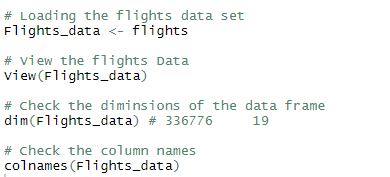 # Loading the flights data set
Flights_data <- flights
# View the flights Data
View(Flights_data)
# Check the diminsions of the data frame
dim(Flights_data) # 336776     19
# Check the column names
colnames(Flights_data)